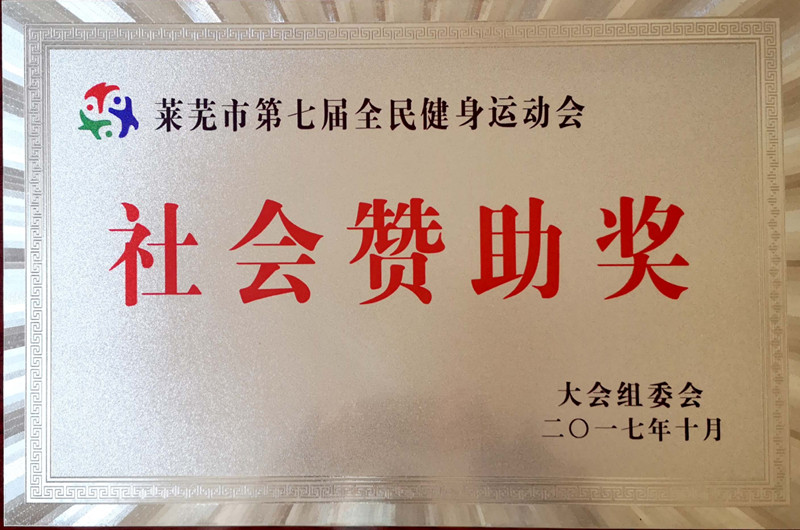 莱芜市第七届全民健身运动会
社会赞助奖
大会组委会
二〇一七年十月